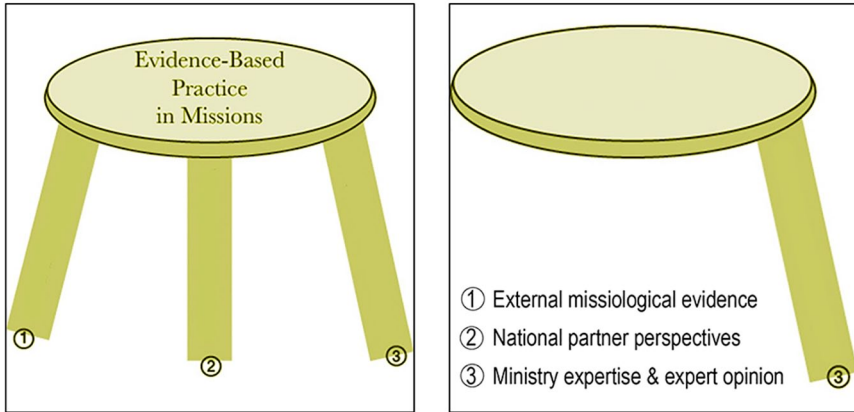 Evidence-Based
Practice
in Missions
1
2
3
1 External missiological evidence
2 National partner perspectives
3 Ministry expertise & expert opinion
3